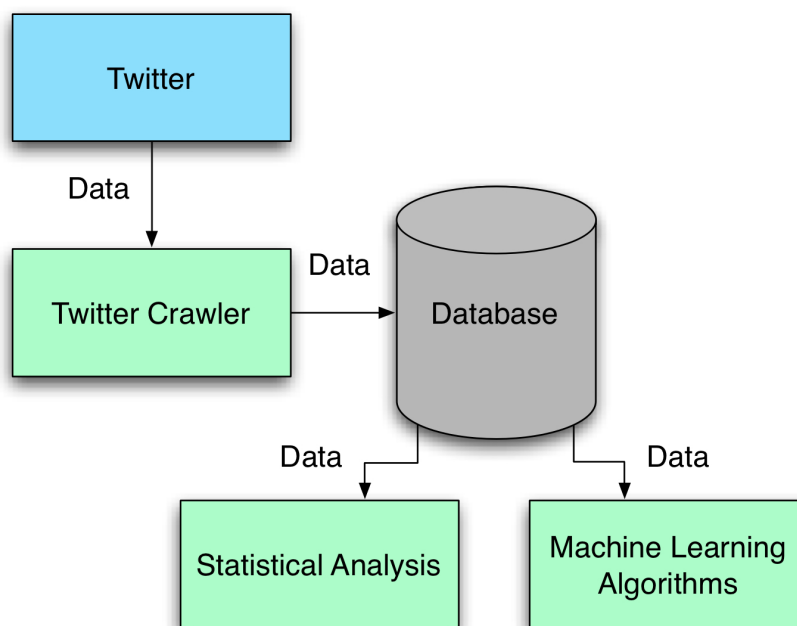 Twitter
Data
Data
Twitter Crawler
Database
Data
Data
Statistical Analysis
Machine Learning
Algorithms